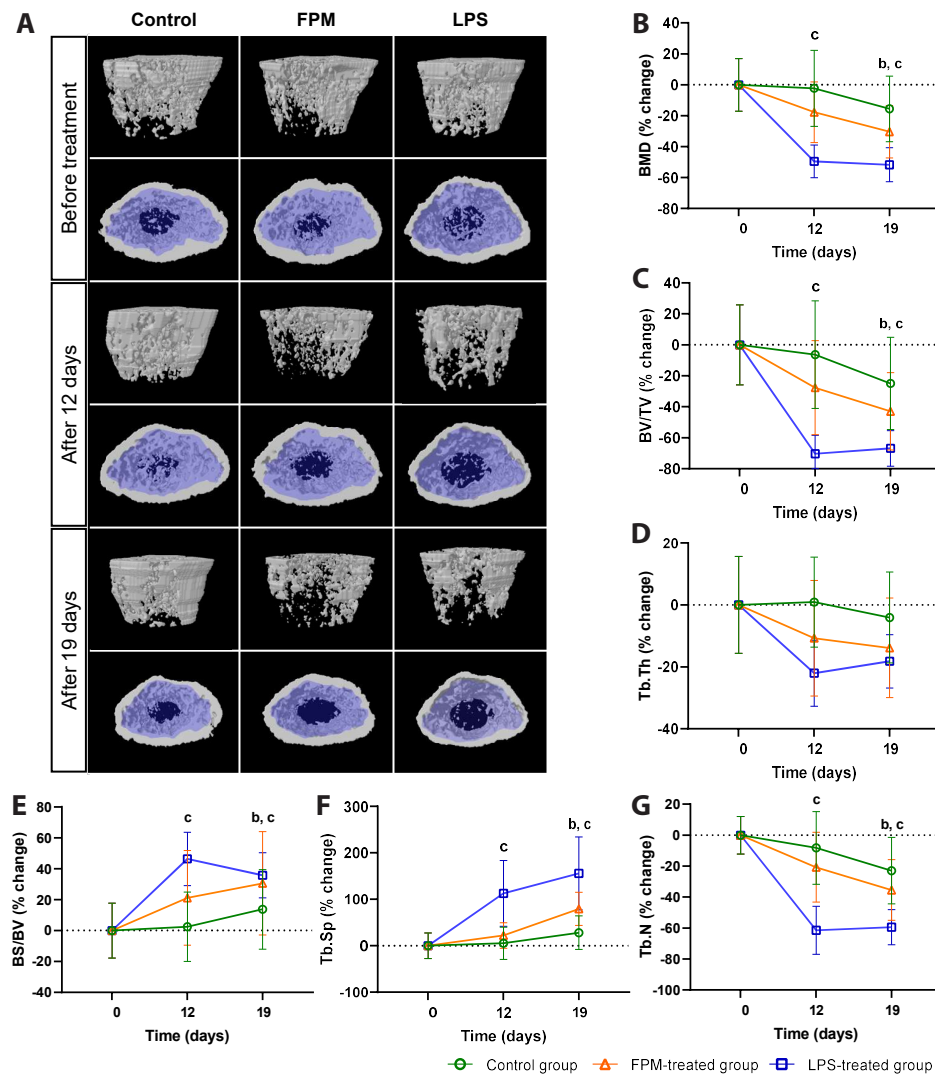 A
Control
FPM
LPS
Before treatment
After 12 days
After 19 days
B
BMD (% change)
40
20
0
-20
-40
-60
-80
c
b, c
0
12
19
Time (days)
C
BV/TV (% change)
40
20
0
-20
-40
-60
-80
c
b, c
0
12
19
Time (days)
D
Tb.Th (% change)
20
0
-20
-40
0
12
19
Time (days)
E
BS/BV (% change)
80
60
40
20
0
-20
-40
c
b, c
0
12
19
Time (days)
F
Tb.Sp (% change)
300
200
100
0
-100
c
b, c
0
12
19
Time (days)
G
Tb.N (% change)
20
0
-20
-40
-60
-80
-100
c
b, c
0
12
19
Time (days)
Control group
FPM-treated group
LPS-treated group